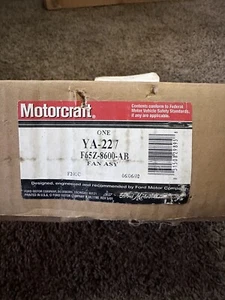 Motorcraft
Contents conform to Federal
Motor Vehicle Safety Standards,
if any are applicable.
ONE
YA-227
F65Z-8600-AB
FAN ASY
Designed, engineered and recommended by Ford Motor Company